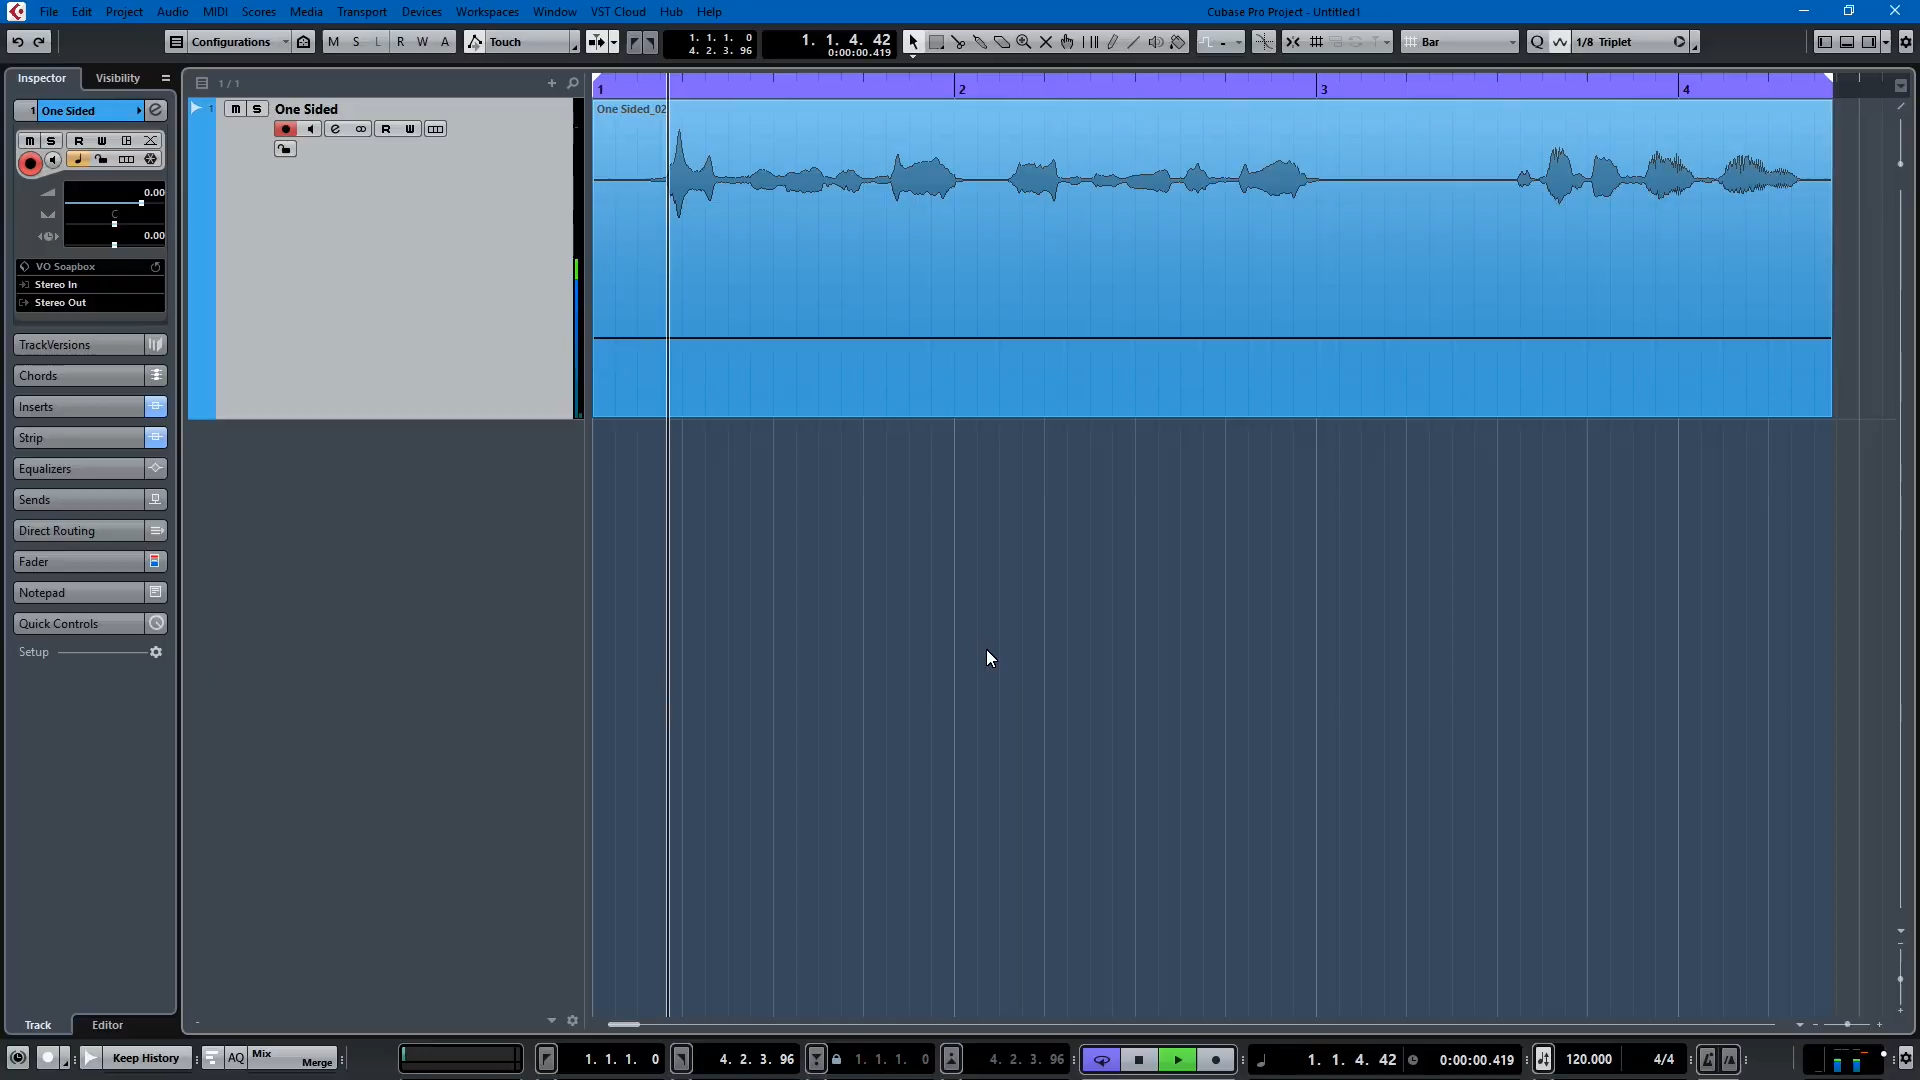 File Edit Project Audio MIDI Scores Media Transport Devices Workspaces Window VST Cloud Hub Help
Cubase Pro Project - Untitled1
Configurations
M S L R W A
Touch
1. 1. 1. 0
4. 2. 3. 96
1. 1. 4. 42
0:00:00.419
Bar
Q
1/8 Triplet
Inspector
Visibility
1 / 1
1 2 3 4
1 One Sided
M S R W
0.00
C
0.00
VO Soapbox
Stereo In
Stereo Out
1
M S One Sided
R W
One Sided_02
TrackVersions
Chords
Inserts
Strip
Equalizers
Sends
Direct Routing
Fader
Notepad
Quick Controls
Setup
Track
Editor
Keep History
AQ
Mix
Merge
1. 1. 1. 0
4. 2. 3. 96
1. 1. 1. 0
4. 2. 3. 96
1. 1. 4. 42
0:00:00.419
120.000
4/4